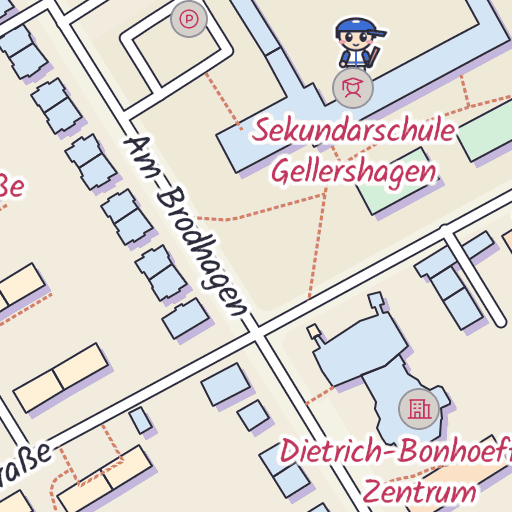 P
Sekundarschule
Gellershagen
ße
Am-Brodhagen
raße
Dietrich-Bonhoeff
Zentrum